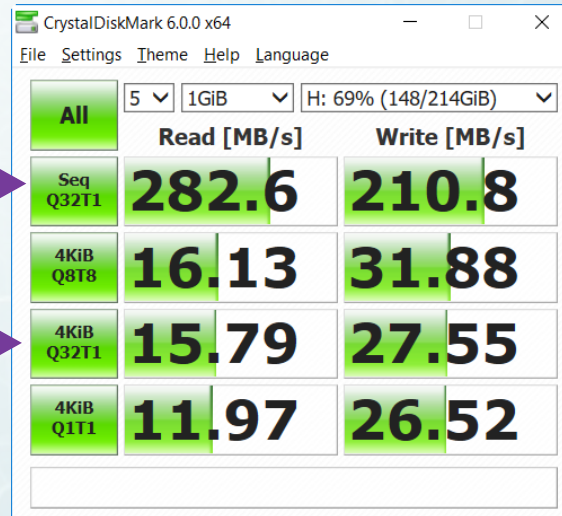 CrystalDiskMark 6.0.0 x64
File Settings Theme Help Language
All
5 1GiB H: 69% (148/214GiB)
Read [MB/s] Write [MB/s]
Seq
Q32T1
282.6 210.8
4KiB
Q8T8
16.13 31.88
4KiB
Q32T1
15.79 27.55
4KiB
Q1T1
11.97 26.52